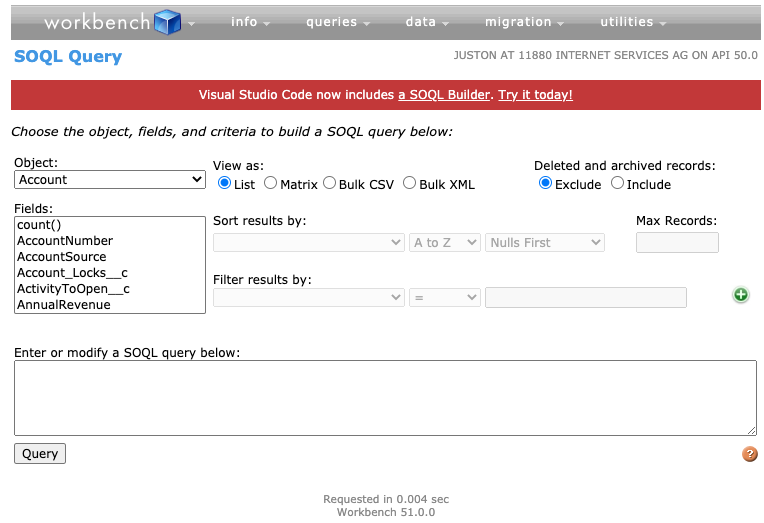 workbench info queries data migration utilities
SOQL Query JUSTON AT 11880 INTERNET SERVICES AG ON API 50.0
Visual Studio Code now includes a SOQL Builder. Try it today!
Choose the object, fields, and criteria to build a SOQL query below:
Object: View as: Deleted and archived records:
Account List Matrix Bulk CSV Bulk XML Exclude Include
Fields: Sort results by: Max Records:
count()
AccountNumber A to Z Nulls First
AccountSource
Account_Locks__c Filter results by:
ActivityToOpen__c =
AnnualRevenue
Enter or modify a SOQL query below:
Query ?
Requested in 0.004 sec
Workbench 51.0.0